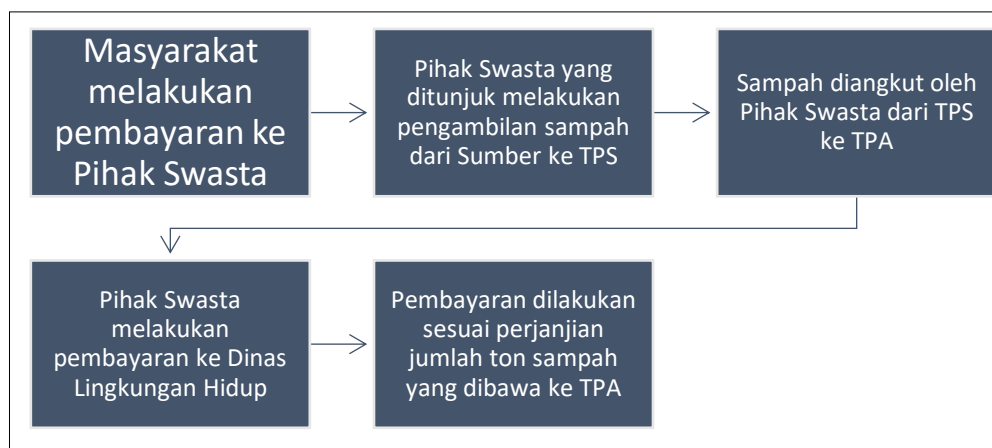 Masyarakat
melakukan
pembayaran ke
Pihak Swasta
Pihak Swasta yang
ditunjuk melakukan
pengambilan sampah
dari Sumber ke TPS
Sampah diangkut oleh
Pihak Swasta dari TPS
ke TPA
Pihak Swasta
melakukan
pembayaran ke Dinas
Lingkungan Hidup
Pembayaran dilakukan
sesuai perjanjian
jumlah ton sampah
yang dibawa ke TPA